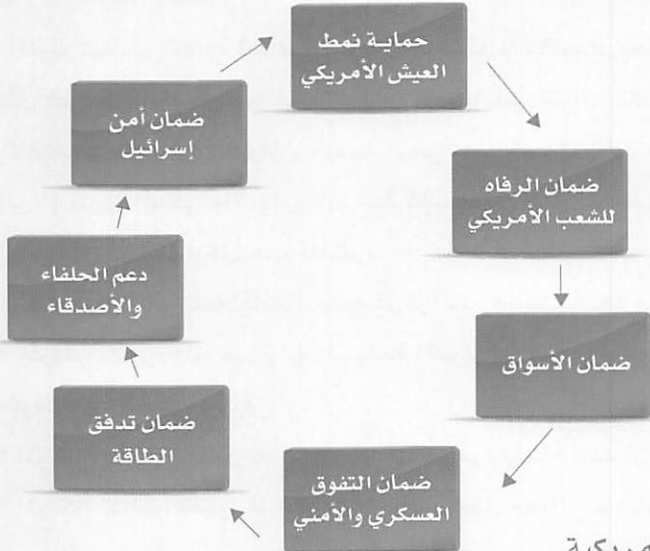 حماية نمط
العيش الأمريكي
ضمان الرفاه
للشعب الأمريكي
ضمان الأسواق
ضمان التفوق
العسكري والأمني
ضمان تدفق
الطاقة
دعم الحلفاء
والأصدقاء
ضمان أمن
إسرائيل